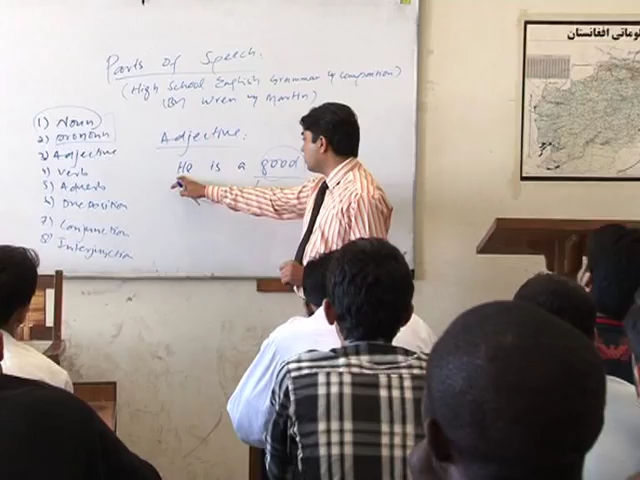 Parts of Speech.
(High School English Grammar & Composition)
(By Wren & Martin)
1) Noun
2) pronoun
3) Adjective
4) Verb
5) Adverb
6) Preposition
7) Conjunction
8) Interjunction
Adjective:
He is a good
افغانستان